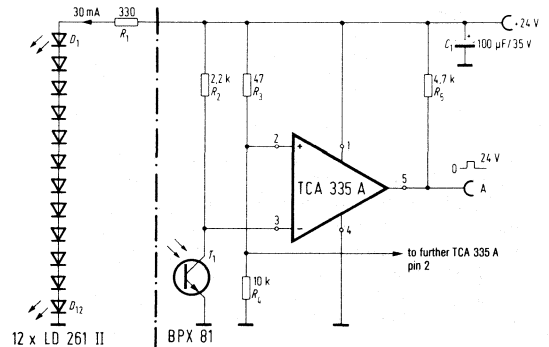 30 mA 330
R1
+24 V
D1
C1 100 µF/35 V
2,2 k
R2
47
R3
4,7 k
R5
2 + 1
TCA 335 A
5
0 24 V
A
3 − 4
to further TCA 335 A
pin 2
T1
10 k
R4
D12
12 x LD 261 II BPX 81